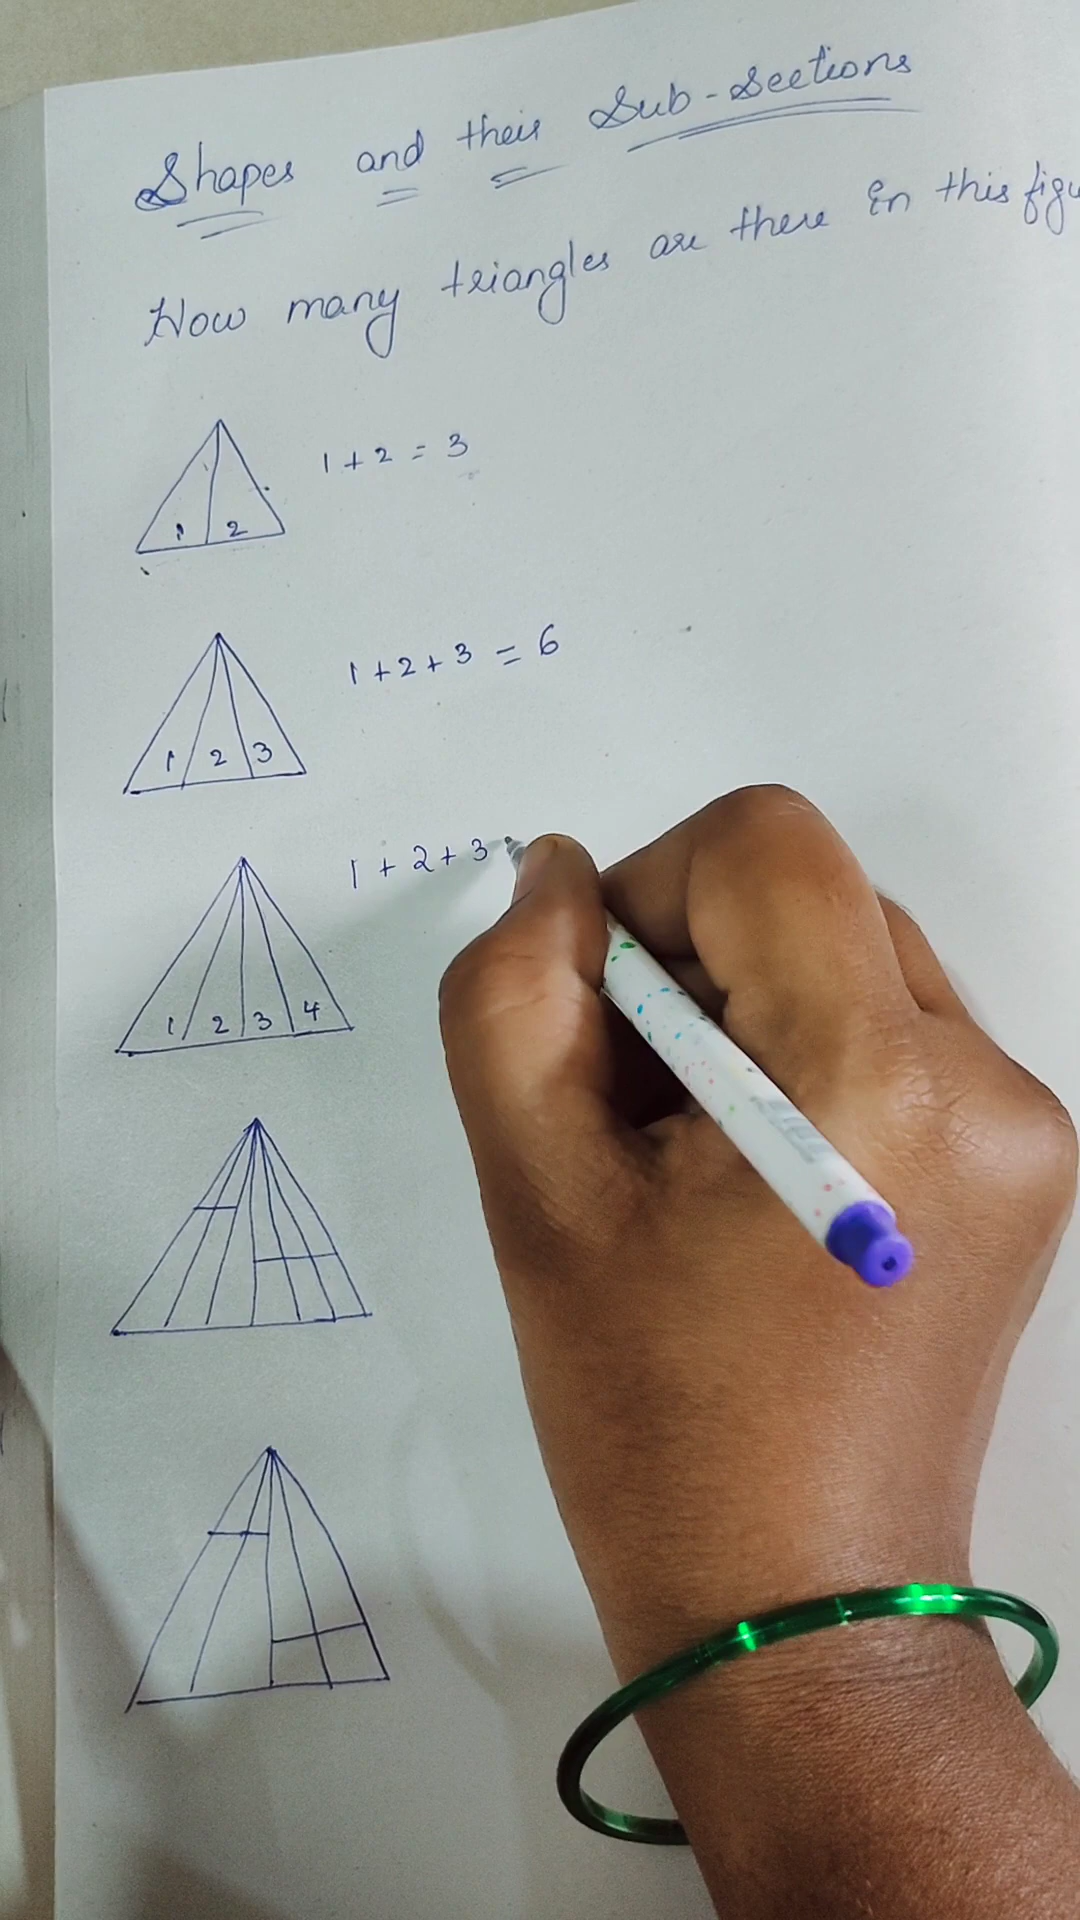 Shapes and their Sub-Sections
How many triangles are there in this figu
1 + 2 = 3
1 2
1 + 2 + 3 = 6
1 2 3
1 + 2 + 3
1 2 3 4